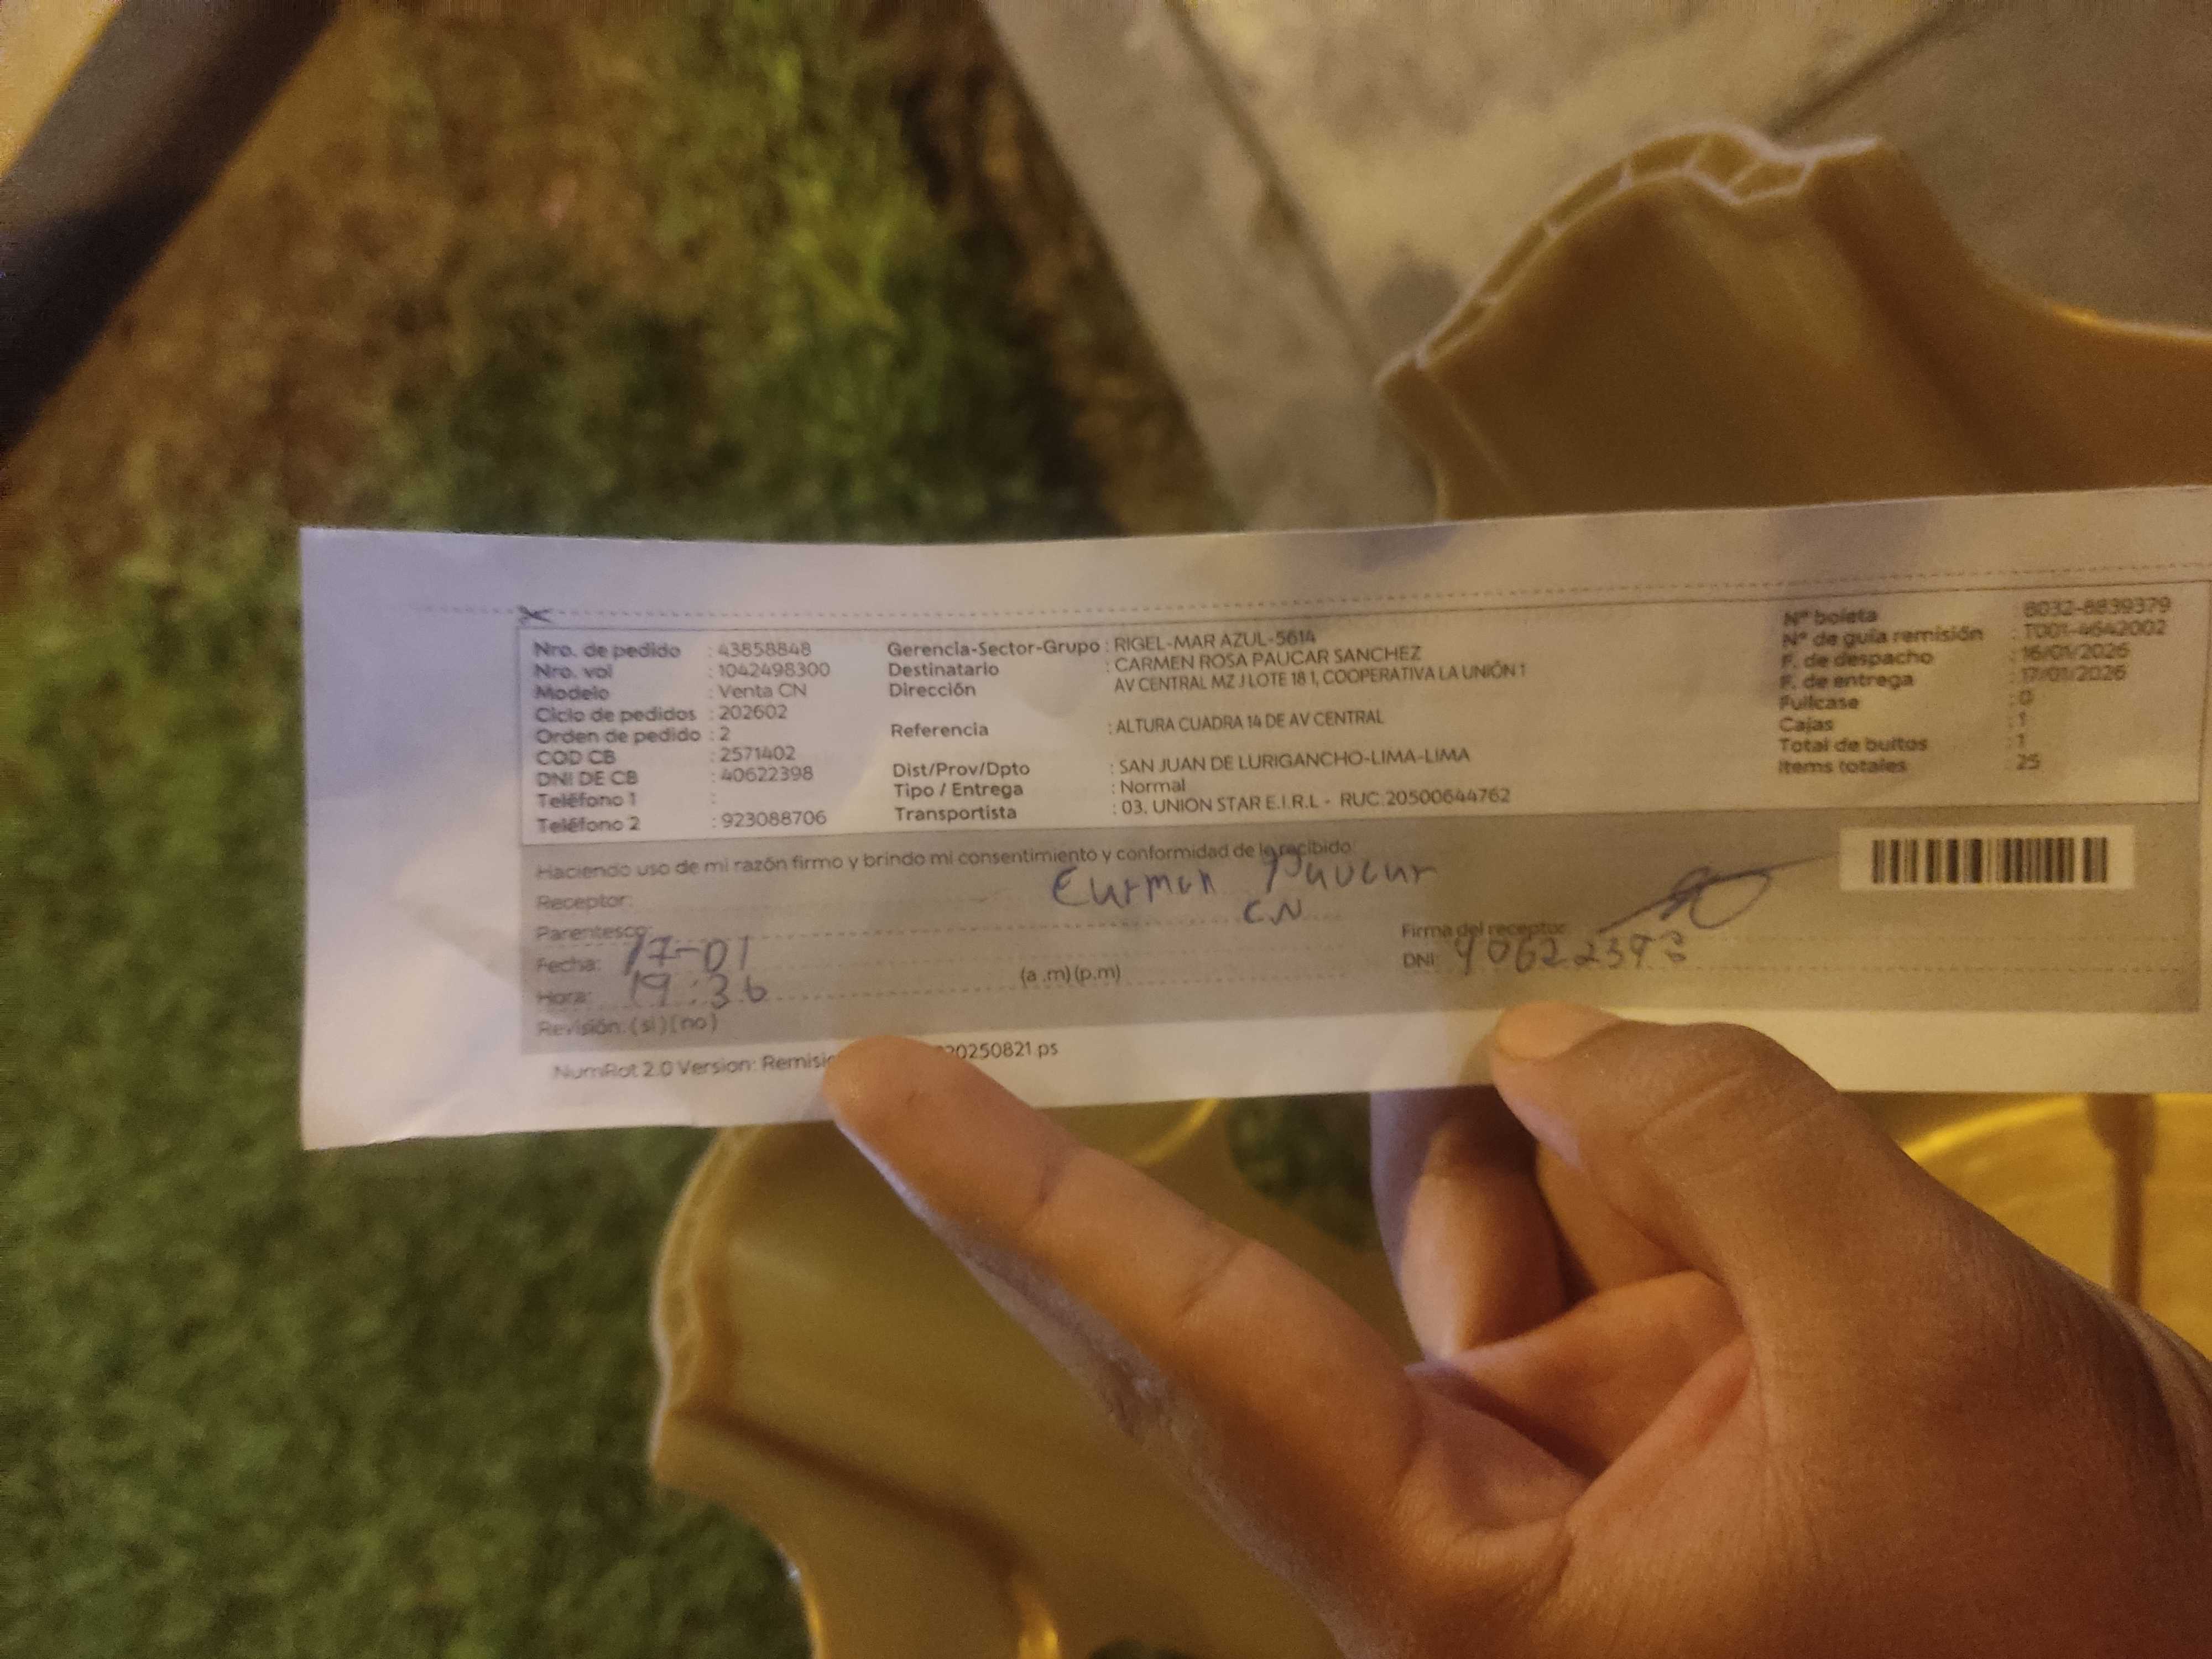 Nro. de pedido : 43858848
Nro. vol : 1042498300
Modelo : Venta CN
Ciclo de pedidos : 202602
Orden de pedido : 2
COD CB : 2571402
DNI DE CB : 40622398
Teléfono 1 :
Teléfono 2 : 923088706
Gerencia-Sector-Grupo : RIGEL-MAR AZUL-5614
Destinatario : CARMEN ROSA PAUCAR SANCHEZ
Dirección AV CENTRAL MZ J LOTE 18 1, COOPERATIVA LA UNIÓN 1
Referencia : ALTURA CUADRA 14 DE AV CENTRAL
Dist/Prov/Dpto : SAN JUAN DE LURIGANCHO-LIMA-LIMA
Tipo / Entrega : Normal
Transportista : 03. UNION STAR E.I.R.L - RUC:20500644762
Nº boleta : B032-8839379
Nº de guía remisión : T001-4642002
F. de despacho : 16/01/2026
F. de entrega : 17/01/2026
Fullcase : 0
Cajas : 1
Total de bultos : 1
Items totales : 25
Haciendo uso de mi razón firmo y brindo mi consentimiento y conformidad de lo recibido:
Receptor: Carmen Paucar
Parentesco: CN
Fecha: 17-01
Hora: 19:36 (a .m) (p.m)
Revisión: (si) (no)
Firma del receptor
DNI: 40622398
NumRot 2.0 Version: 20250821.ps